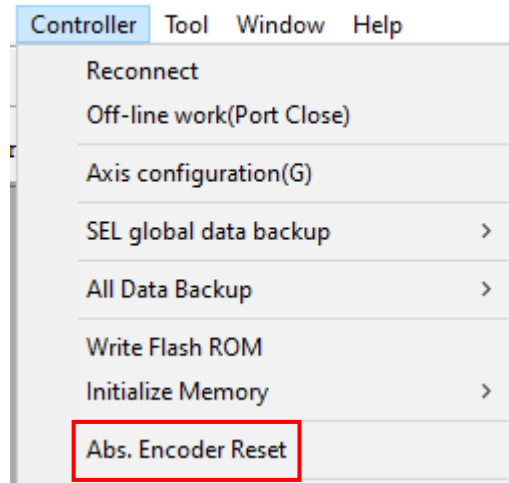 Controller Tool Window Help
Reconnect
Off-line work(Port Close)
Axis configuration(G)
SEL global data backup
All Data Backup
Write Flash ROM
Initialize Memory
Abs. Encoder Reset